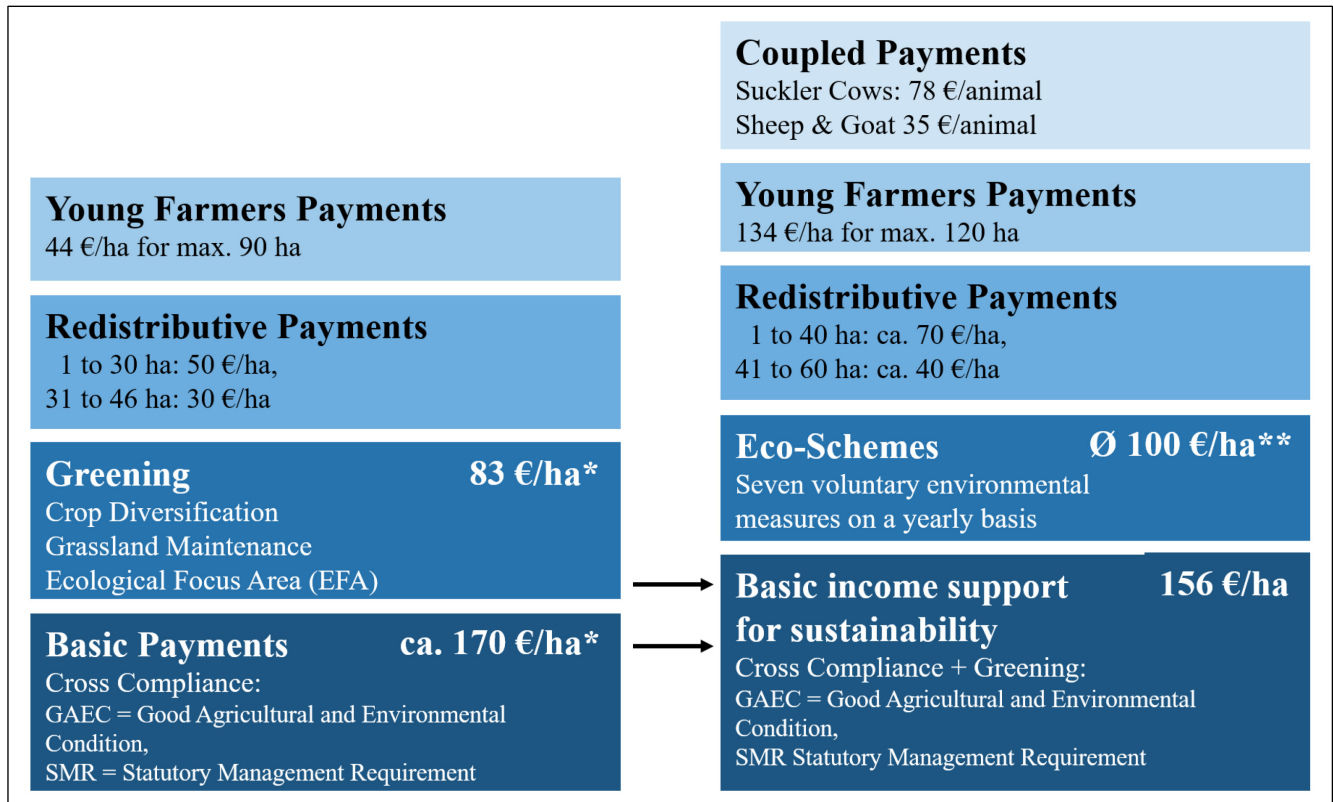 Young Farmers Payments
44 €/ha for max. 90 ha
Redistributive Payments
1 to 30 ha: 50 €/ha,
31 to 46 ha: 30 €/ha
Greening 83 €/ha*
Crop Diversification
Grassland Maintenance
Ecological Focus Area (EFA)
Basic Payments ca. 170 €/ha*
Cross Compliance:
GAEC = Good Agricultural and Environmental
Condition,
SMR = Statutory Management Requirement
Coupled Payments
Suckler Cows: 78 €/animal
Sheep & Goat 35 €/animal
Young Farmers Payments
134 €/ha for max. 120 ha
Redistributive Payments
1 to 40 ha: ca. 70 €/ha,
41 to 60 ha: ca. 40 €/ha
Eco-Schemes Ø 100 €/ha**
Seven voluntary environmental
measures on a yearly basis
Basic income support 156 €/ha
for sustainability
Cross Compliance + Greening:
GAEC = Good Agricultural and Environmental
Condition,
SMR Statutory Management Requirement